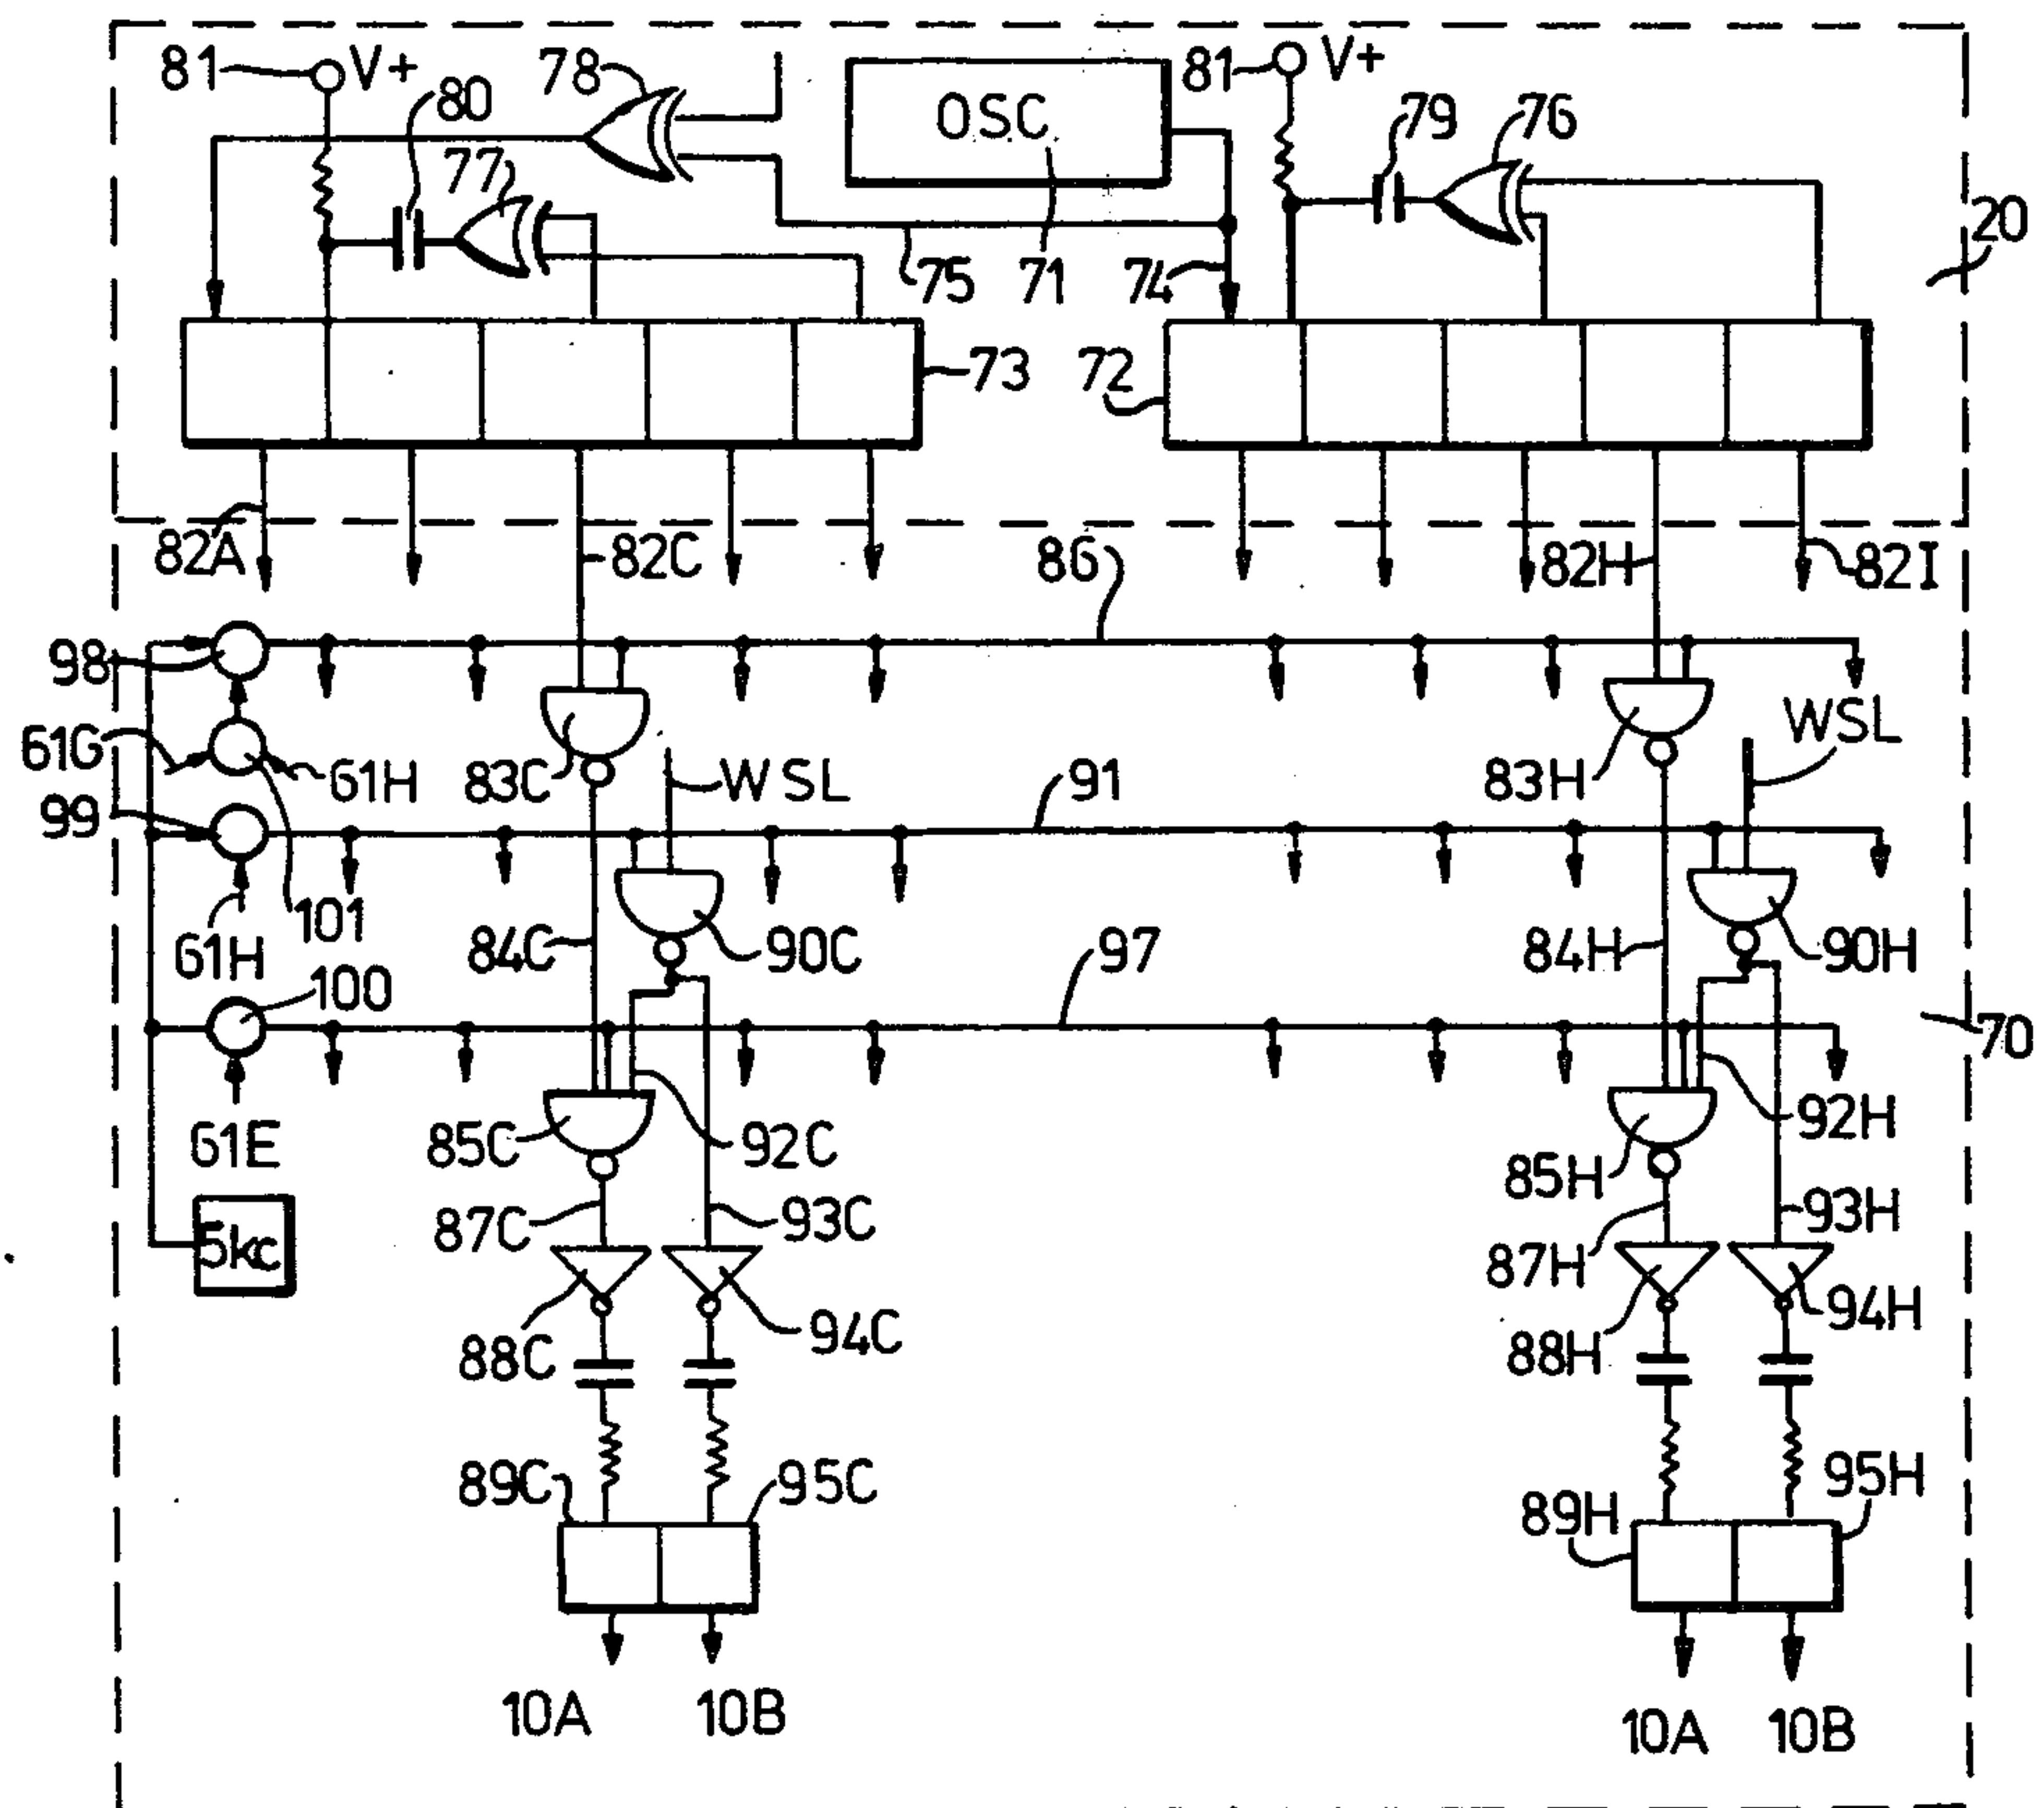 81 V+ 80 78 OSC 81 V+ 79 76
77 20
75 71 74
73 72
82A 82C 86 82H 82I
98
61G 61H 83C WSL 91 83H WSL
99
61H 101 84C 90C 97 84H 90H
100 70
61E 85C 92C 85H 92H
5kc 87C 93C 87H 93H
88C 94C 88H 94H
89C 95C 89H 95H
10A 10B 10A 10B